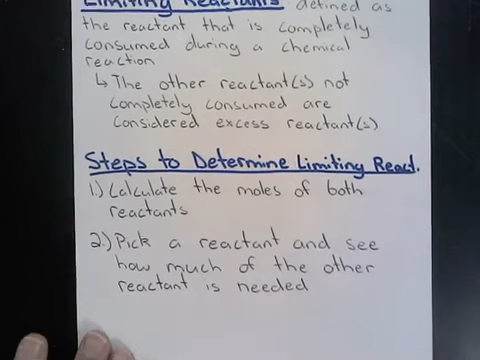 Limiting Reactants defined as
the reactant that is completely
consumed during a chemical
reaction
↳ The other reactant(s) not
completely consumed are
considered excess reactant(s)
Steps to Determine Limiting React.
1.) Calculate the moles of both
reactants
2.) Pick a reactant and see
how much of the other
reactant is needed